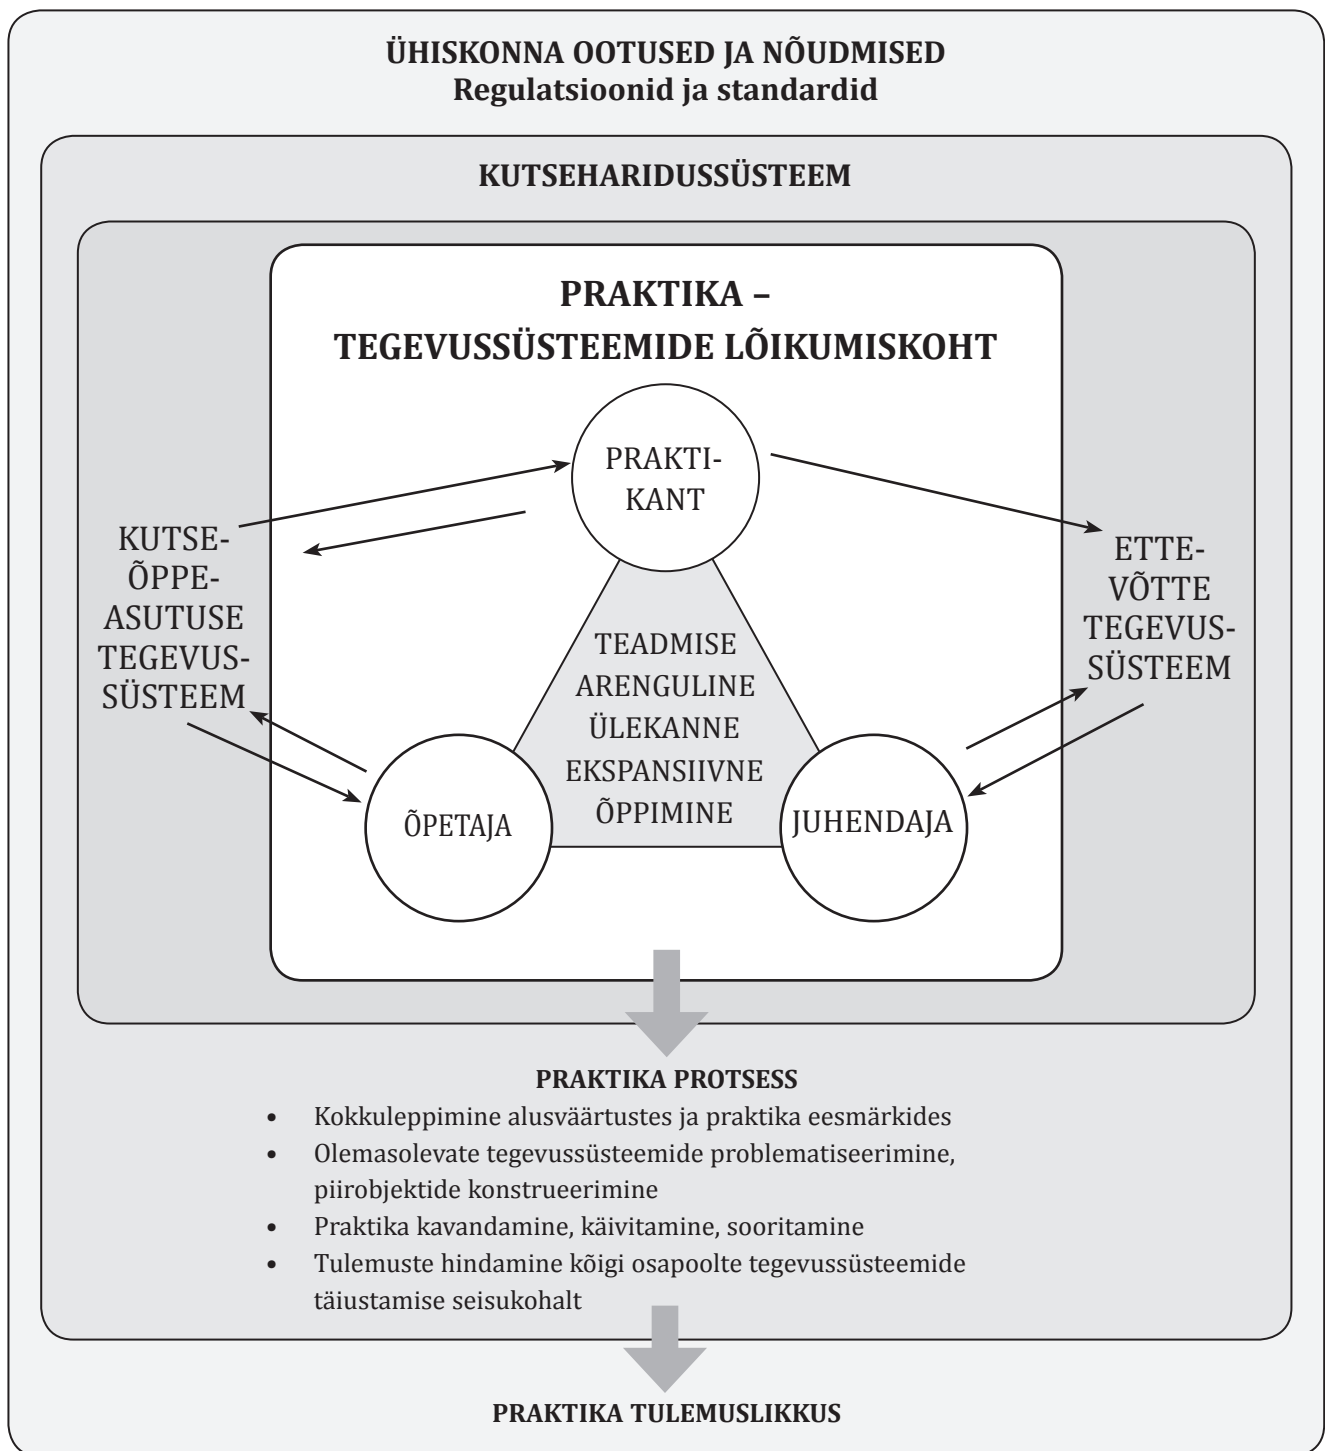 ÜHISKONNA OOTUSED JA NÕUDMISED
Regulatsioonid ja standardid
KUTSEHARIDUSSÜSTEEM
PRAKTIKA –
TEGEVUSSÜSTEEMIDE LÕIKUMISKOHT
PRAKTI-
KANT
KUTSE-
ÕPPE-
ASUTUSE
TEGEVUS-
SÜSTEEM
ETTE-
VÕTTE
TEGEVUS-
SÜSTEEM
TEADMISE
ARENGULINE
ÜLEKANNE
EKSPANSIIVNE
ÕPPIMINE
ÕPETAJA
JUHENDAJA
PRAKTIKA PROTSESS
• Kokkuleppimine alusväärtustes ja praktika eesmärkides
• Olemasolevate tegevussüsteemide problematiseerimine,
piirobjektide konstrueerimine
• Praktika kavandamine, käivitamine, sooritamine
• Tulemuste hindamine kõigi osapoolte tegevussüsteemide
täiustamise seisukohalt
PRAKTIKA TULEMUSLIKKUS